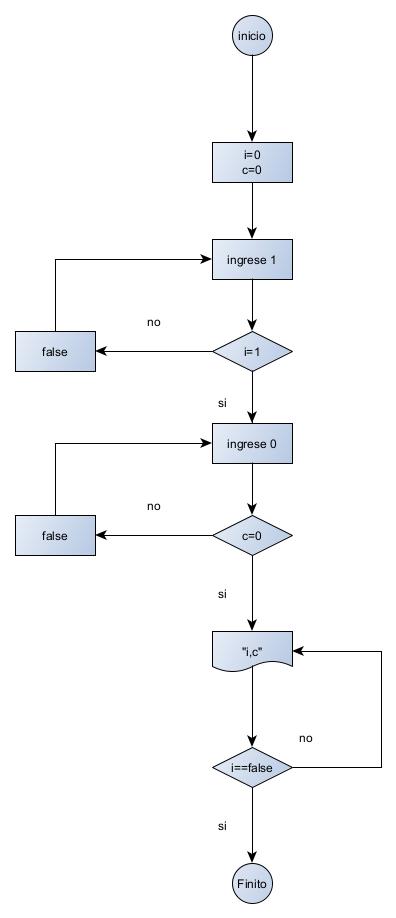 inicio
i=0
c=0
ingrese 1
no
false
i=1
si
ingrese 0
no
false
c=0
si
"i,c"
no
i==false
si
Finito